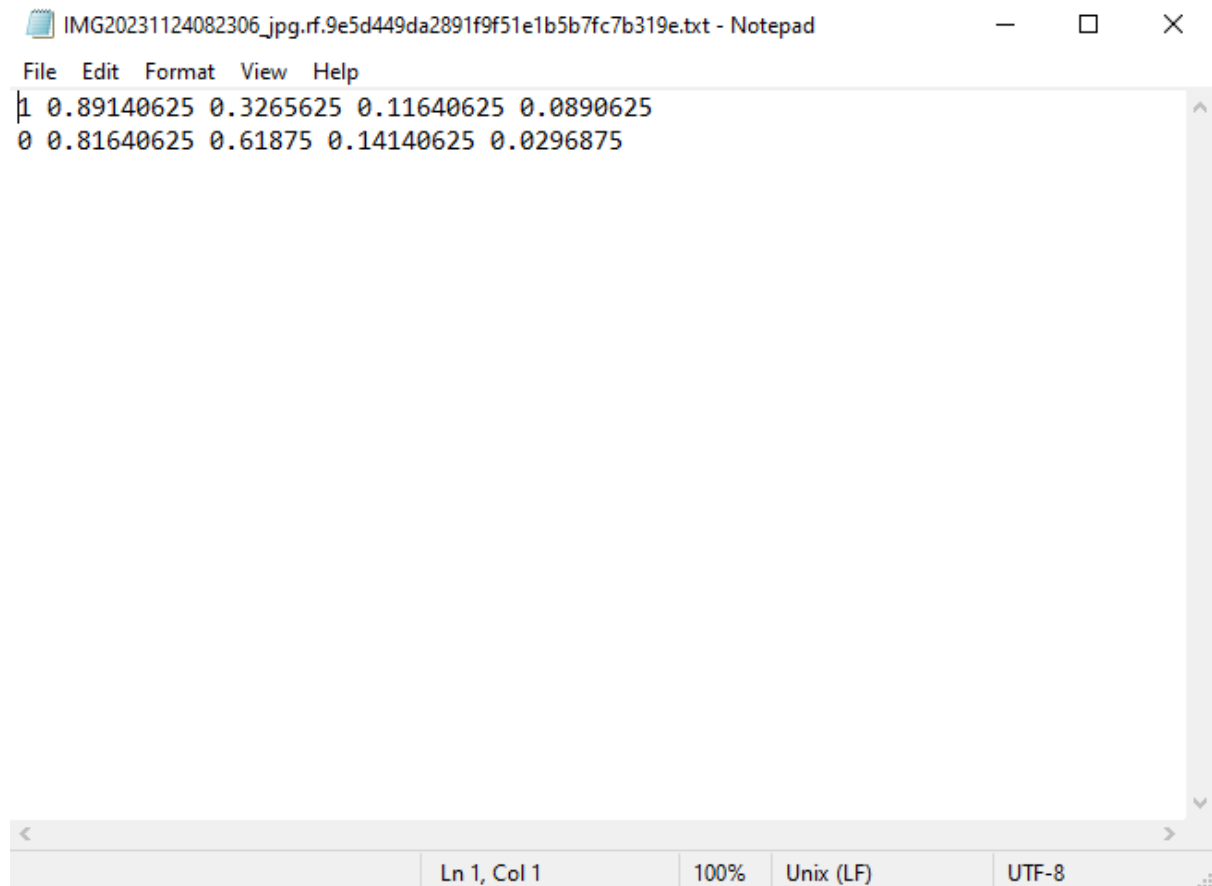 IMG20231124082306_jpg.rf.9e5d449da2891f9f51e1b5b7fc7b319e.txt - Notepad
File Edit Format View Help
1 0.89140625 0.3265625 0.11640625 0.0890625
0 0.81640625 0.61875 0.14140625 0.0296875
Ln 1, Col 1 100% Unix (LF) UTF-8